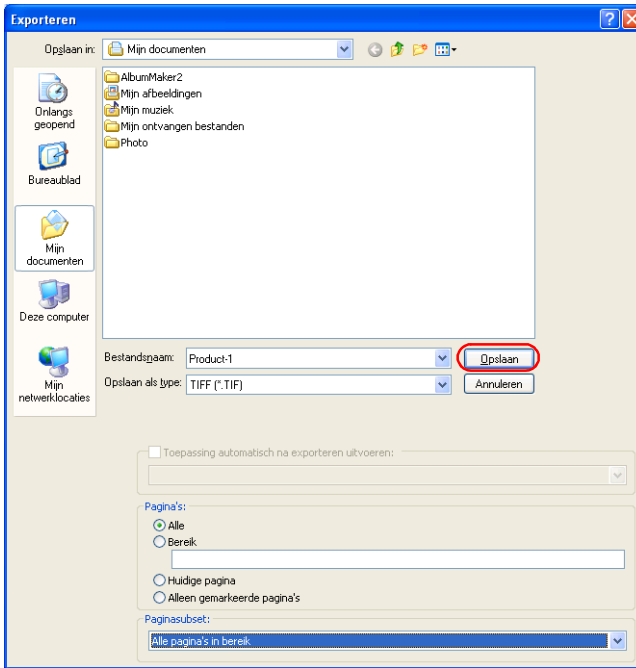 Exporteren
Opslaan in:
Mijn documenten
Onlangs geopend
Bureaublad
Mijn documenten
Deze computer
Mijn netwerklocaties
AlbumMaker2
Mijn afbeeldingen
Mijn muziek
Mijn ontvangen bestanden
Photo
Bestandsnaam:
Product-1
Opslaan
Opslaan als type:
TIFF (*.TIF)
Annuleren
Toepassing automatisch na exporteren uitvoeren:
Pagina's:
Alle
Bereik
Huidige pagina
Alleen gemarkeerde pagina's
Paginasubset:
Alle pagina's in bereik